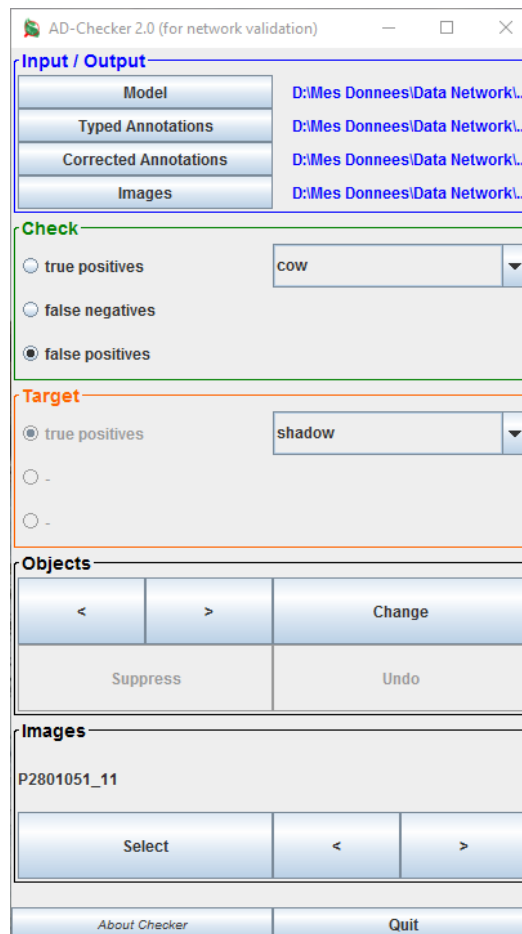 AD-Checker 2.0 (for network validation)
Input / Output
Model D:\Mes Donnees\Data Network\..
Typed Annotations D:\Mes Donnees\Data Network\..
Corrected Annotations D:\Mes Donnees\Data Network\..
Images D:\Mes Donnees\Data Network\..
Check
true positives cow
false negatives
false positives
Target
true positives shadow
-
-
Objects
< > Change
Suppress Undo
Images
P2801051_11
Select < >
About Checker Quit